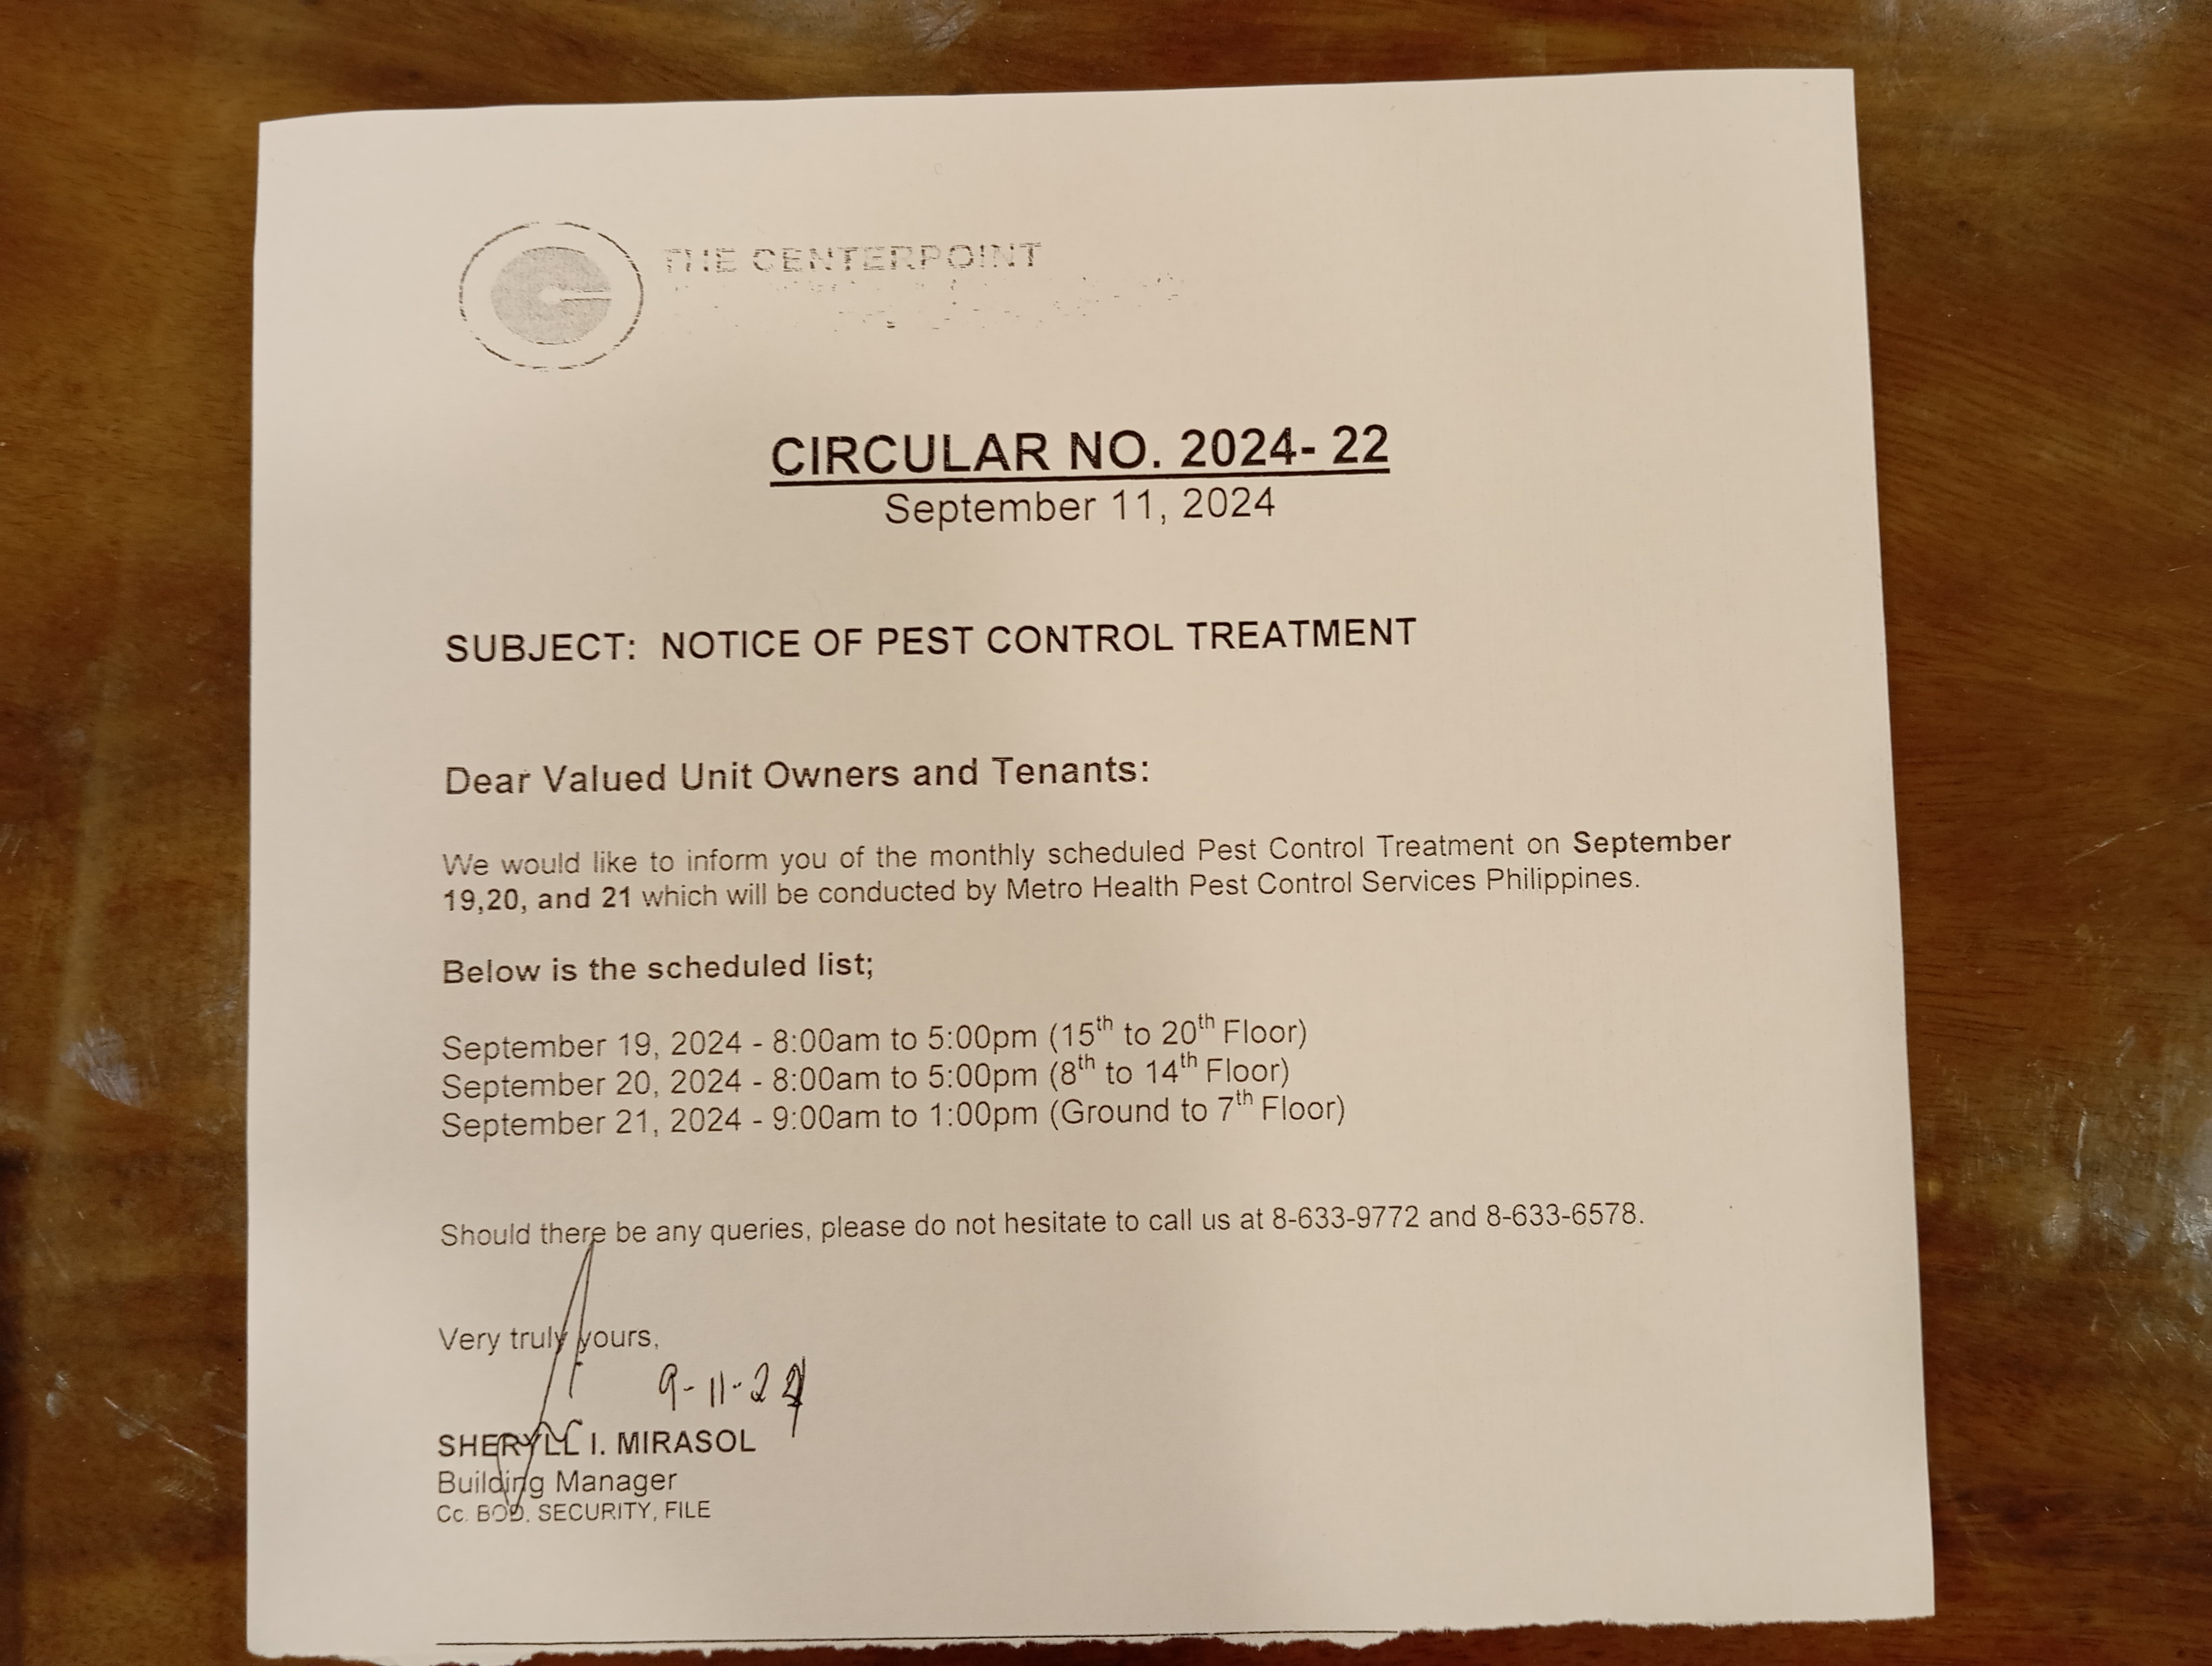 THE CENTERPOINT
CIRCULAR NO. 2024- 22
September 11, 2024
SUBJECT: NOTICE OF PEST CONTROL TREATMENT
Dear Valued Unit Owners and Tenants:
We would like to inform you of the monthly scheduled Pest Control Treatment on September
19,20, and 21 which will be conducted by Metro Health Pest Control Services Philippines.
Below is the scheduled list;
September 19, 2024 - 8:00am to 5:00pm (15th to 20th Floor)
September 20, 2024 - 8:00am to 5:00pm (8th to 14th Floor)
September 21, 2024 - 9:00am to 1:00pm (Ground to 7th Floor)
Should there be any queries, please do not hesitate to call us at 8-633-9772 and 8-633-6578.
Very truly yours,
9-11-24
SHERYLL I. MIRASOL
Building Manager
Cc. BOD. SECURITY, FILE